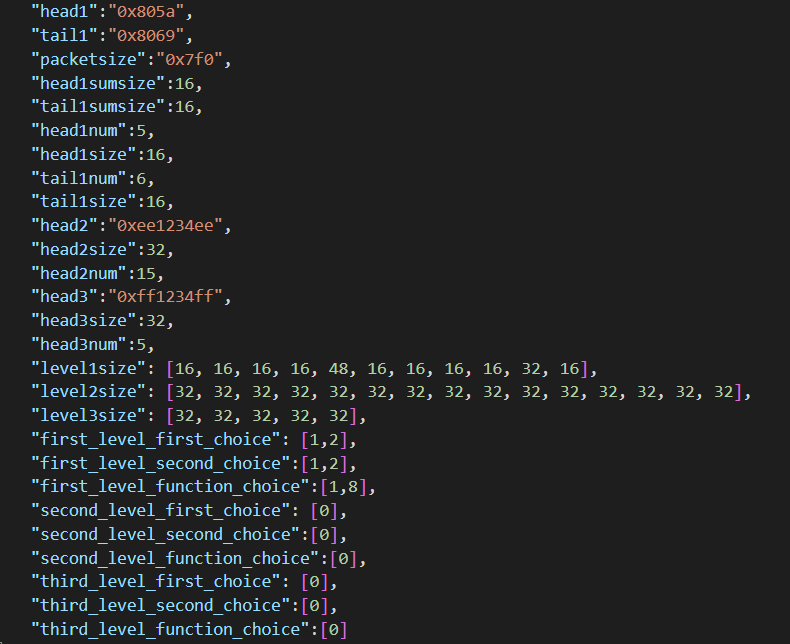 "head1":"0x805a",
"tail1":"0x8069",
"packetsize":"0x7f0",
"head1sumsize":16,
"tail1sumsize":16,
"head1num":5,
"head1size":16,
"tail1num":6,
"tail1size":16,
"head2":"0xee1234ee",
"head2size":32,
"head2num":15,
"head3":"0xff1234ff",
"head3size":32,
"head3num":5,
"level1size": [16, 16, 16, 16, 48, 16, 16, 16, 16, 32, 16],
"level2size": [32, 32, 32, 32, 32, 32, 32, 32, 32, 32, 32, 32, 32, 32, 32],
"level3size": [32, 32, 32, 32, 32],
"first_level_first_choice": [1,2],
"first_level_second_choice":[1,2],
"first_level_function_choice":[1,8],
"second_level_first_choice": [0],
"second_level_second_choice":[0],
"second_level_function_choice":[0],
"third_level_first_choice": [0],
"third_level_second_choice":[0],
"third_level_function_choice":[0]